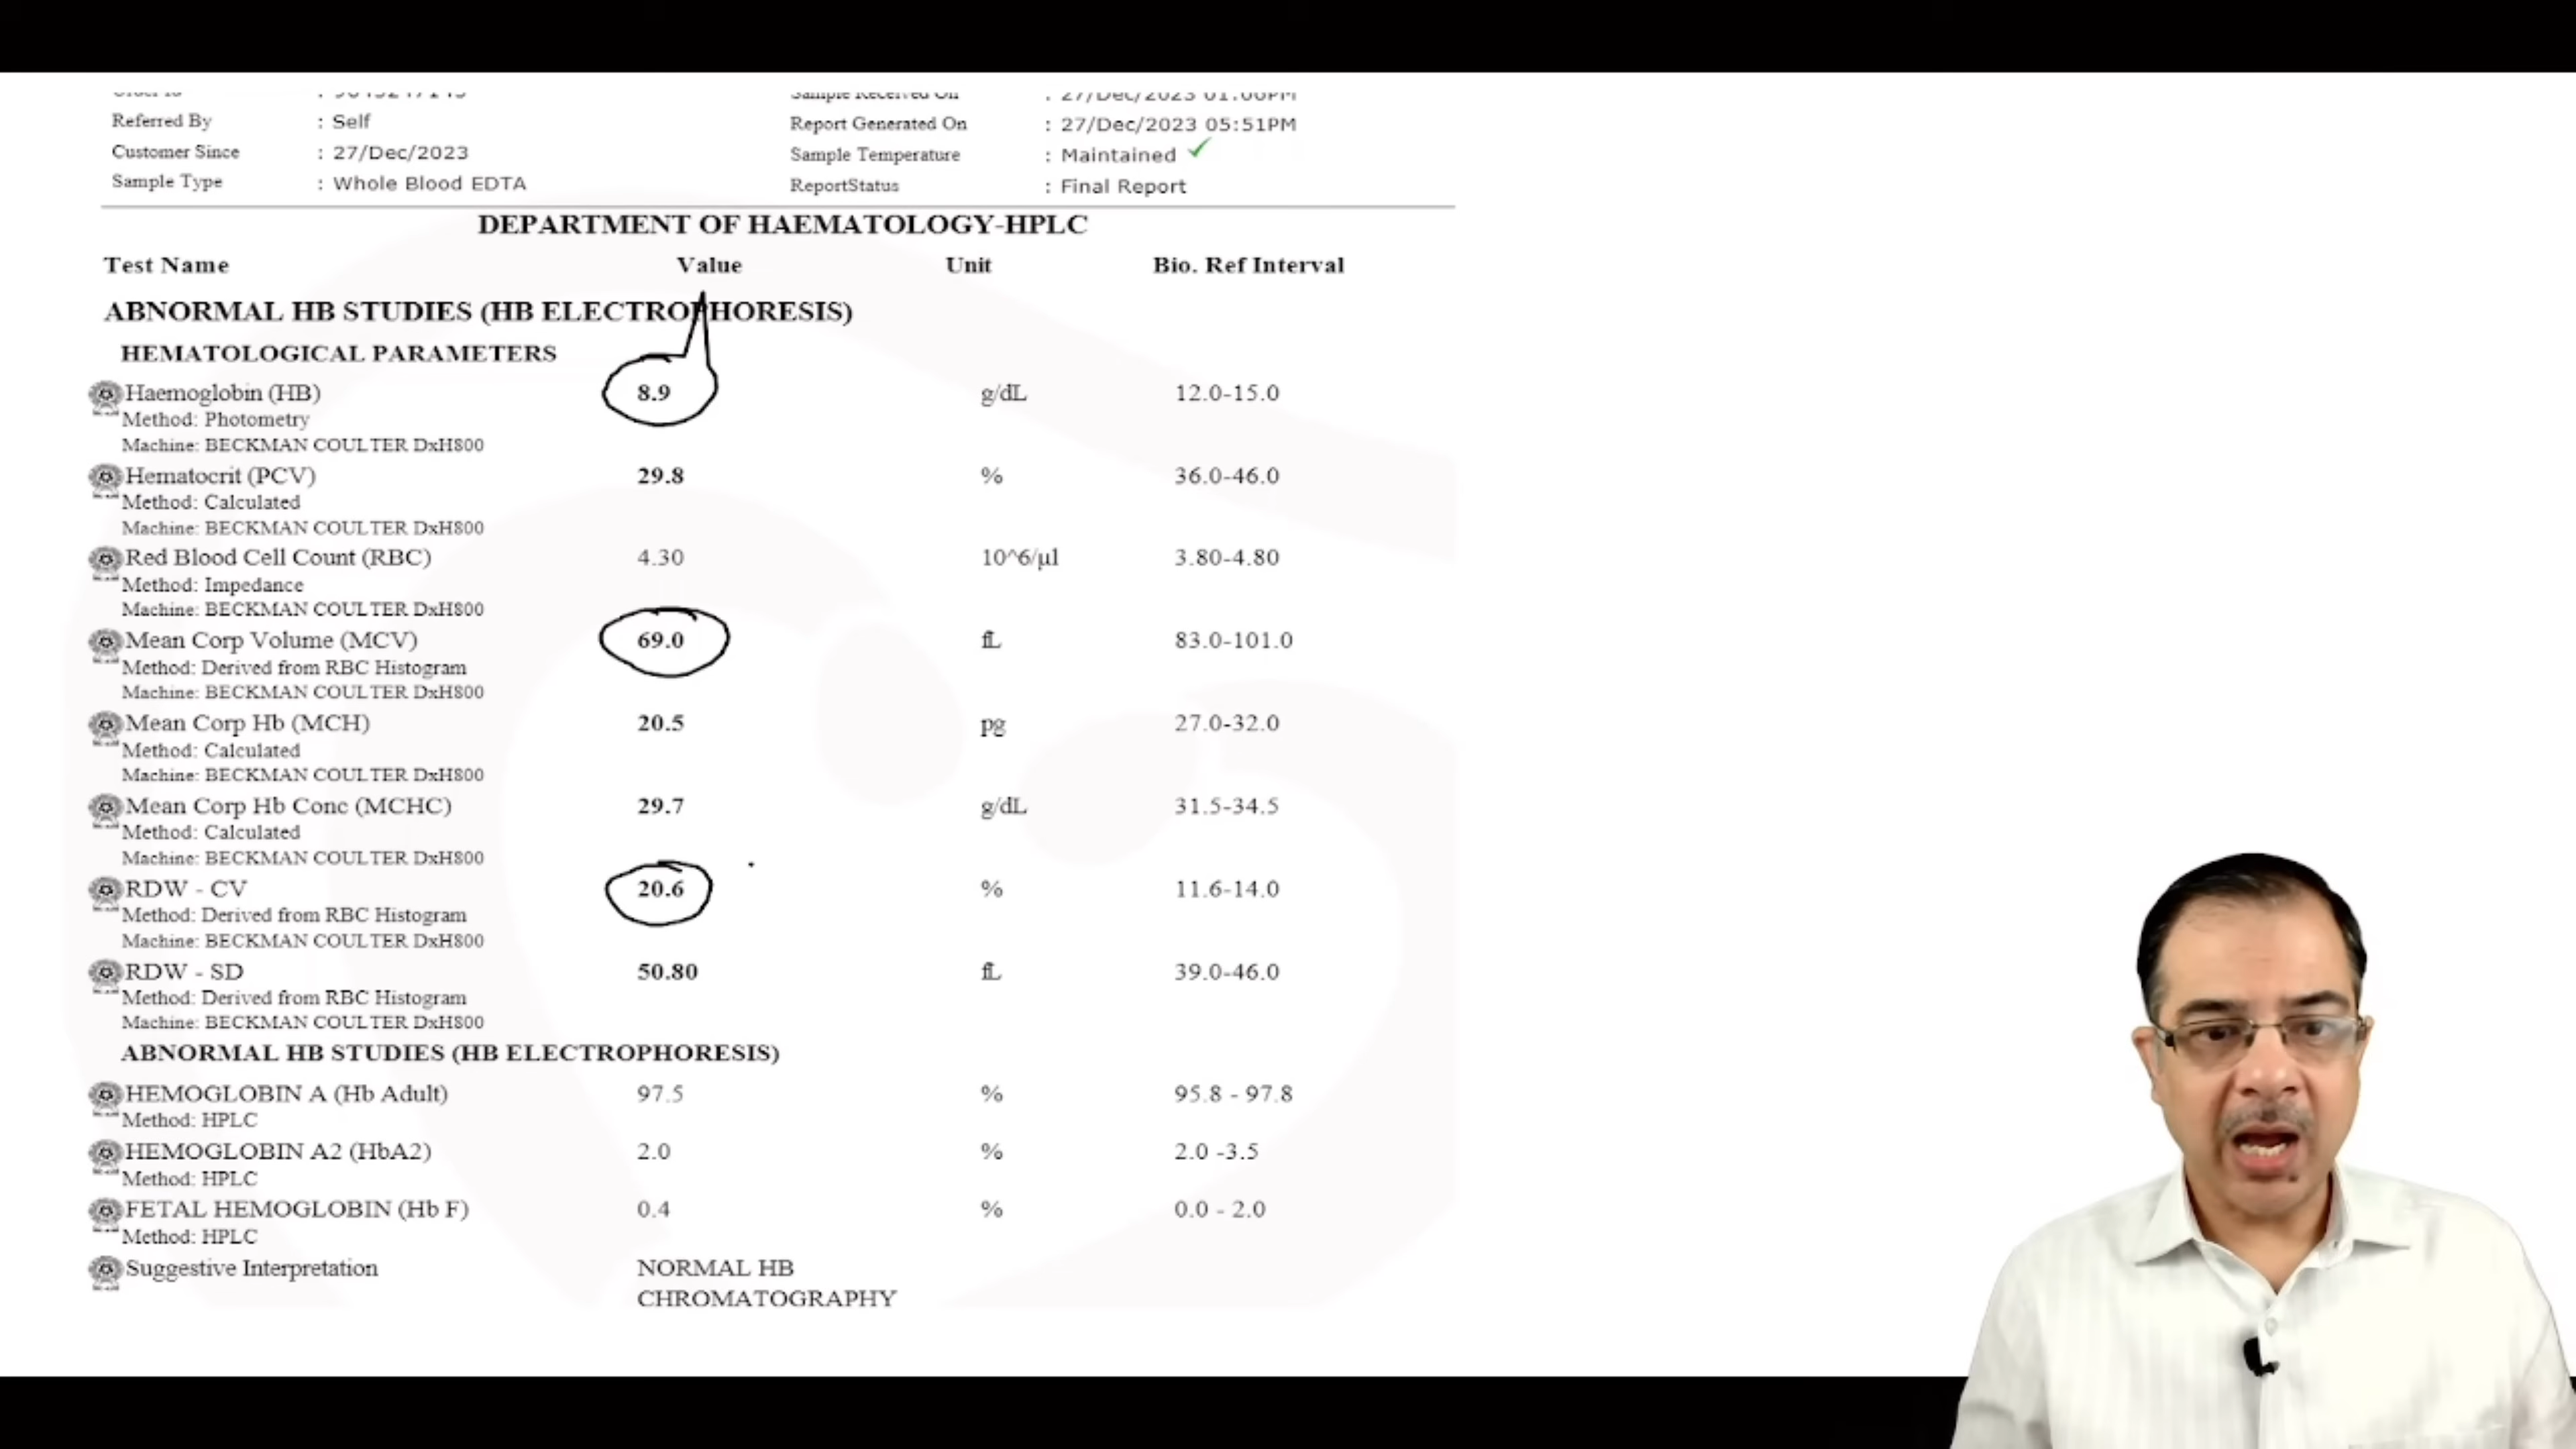 Referred By : Self Report Generated On : 27/Dec/2023 05:51PM
Customer Since : 27/Dec/2023 Sample Temperature : Maintained ✓
Sample Type : Whole Blood EDTA ReportStatus : Final Report
DEPARTMENT OF HAEMATOLOGY-HPLC
Test Name Value Unit Bio. Ref Interval
ABNORMAL HB STUDIES (HB ELECTROPHORESIS)
HEMATOLOGICAL PARAMETERS
Haemoglobin (HB) 8.9 g/dL 12.0-15.0
Method: Photometry
Machine: BECKMAN COULTER DxH800
Hematocrit (PCV) 29.8 % 36.0-46.0
Method: Calculated
Machine: BECKMAN COULTER DxH800
Red Blood Cell Count (RBC) 4.30 10^6/µl 3.80-4.80
Method: Impedance
Machine: BECKMAN COULTER DxH800
Mean Corp Volume (MCV) 69.0 fL 83.0-101.0
Method: Derived from RBC Histogram
Machine: BECKMAN COULTER DxH800
Mean Corp Hb (MCH) 20.5 pg 27.0-32.0
Method: Calculated
Machine: BECKMAN COULTER DxH800
Mean Corp Hb Conc (MCHC) 29.7 g/dL 31.5-34.5
Method: Calculated
Machine: BECKMAN COULTER DxH800
RDW - CV 20.6 % 11.6-14.0
Method: Derived from RBC Histogram
Machine: BECKMAN COULTER DxH800
RDW - SD 50.80 fL 39.0-46.0
Method: Derived from RBC Histogram
Machine: BECKMAN COULTER DxH800
ABNORMAL HB STUDIES (HB ELECTROPHORESIS)
HEMOGLOBIN A (Hb Adult) 97.5 % 95.8 - 97.8
Method: HPLC
HEMOGLOBIN A2 (HbA2) 2.0 % 2.0 -3.5
Method: HPLC
FETAL HEMOGLOBIN (Hb F) 0.4 % 0.0 - 2.0
Method: HPLC
Suggestive Interpretation NORMAL HB
CHROMATOGRAPHY